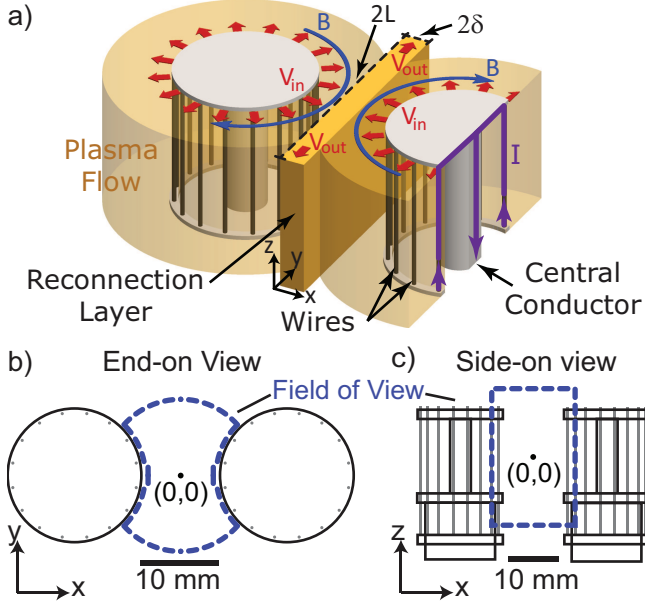 a)
2L
2δ
B
V_in
V_out
B
V_in
V_out
I
Plasma
Flow
Reconnection
Layer
z
y
x
Wires
Central
Conductor
b)
End-on View
c)
Side-on view
Field of View
(0,0)
(0,0)
y
x
10 mm
z
x
10 mm